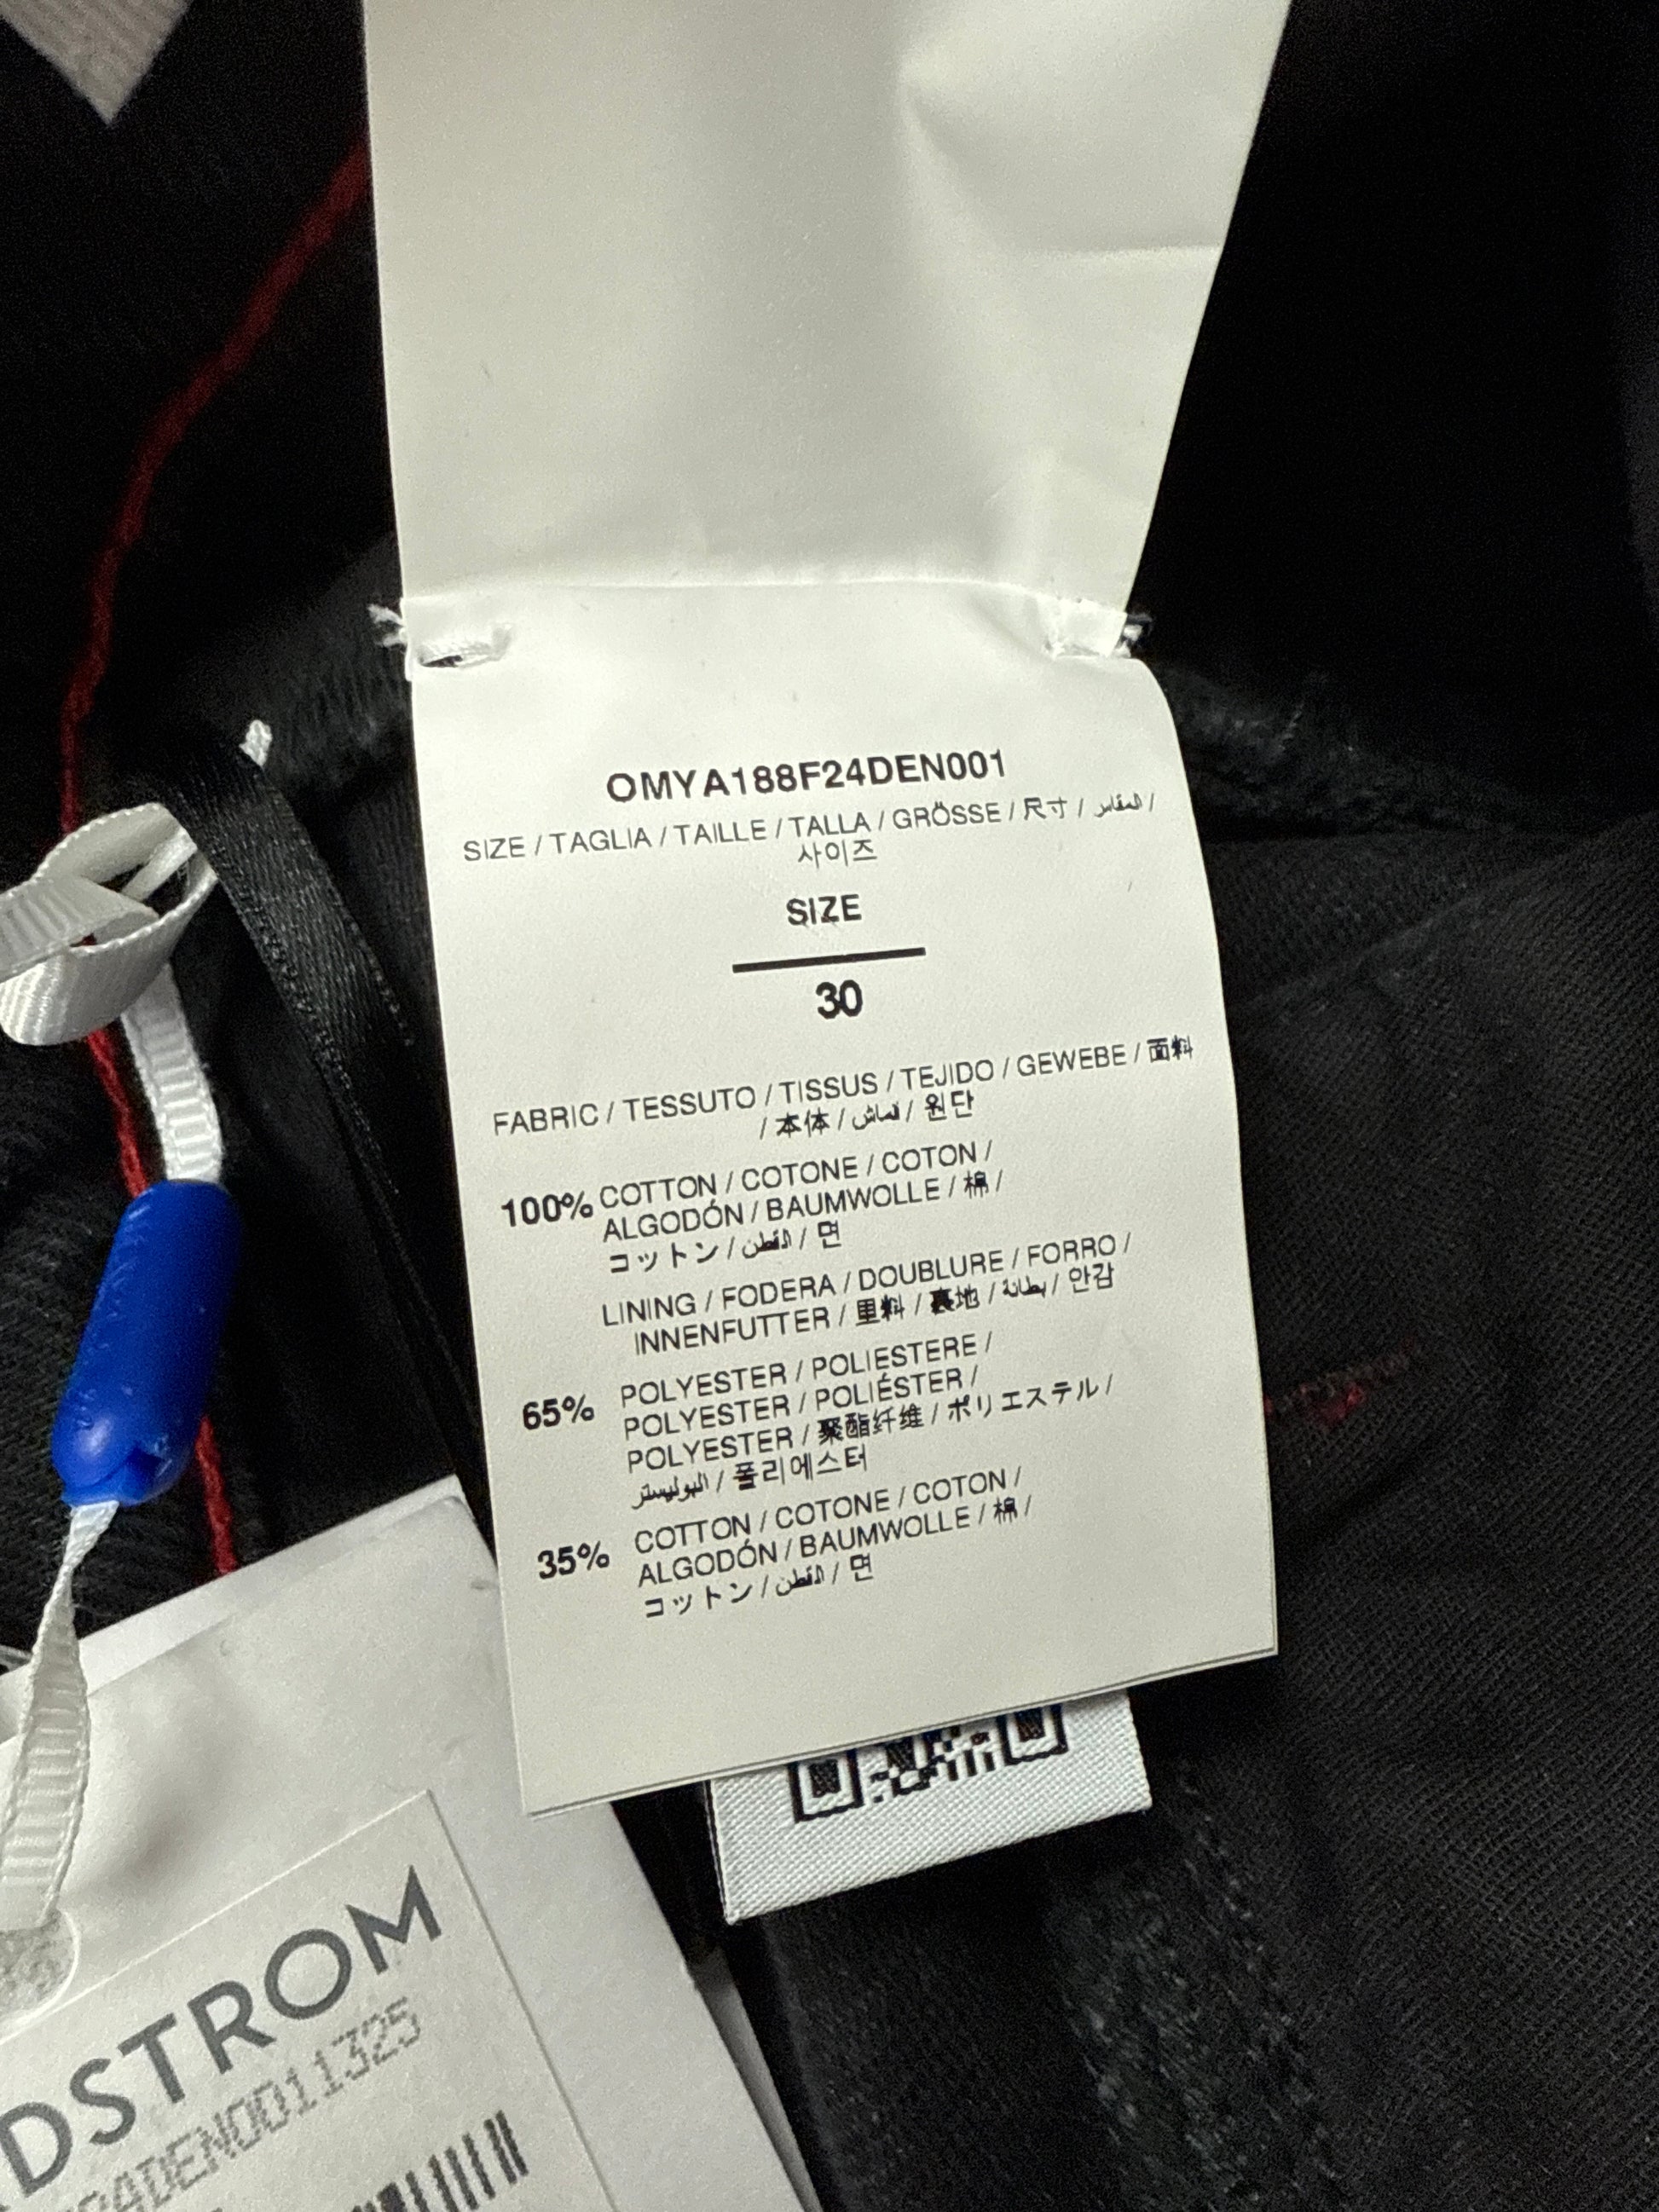 OMYA188F24DEN001
SIZE / TAGLIA / TAILLE / TALLA / GRÖSSE / 尺寸 / المقاس /
사이즈
SIZE
30
FABRIC / TESSUTO / TISSUS / TEJIDO / GEWEBE / 面料
/ 本体 / قماش / 원단
100% COTTON / COTONE / COTON /
ALGODÓN / BAUMWOLLE / 棉 /
コットン / القطن / 면
LINING / FODERA / DOUBLURE / FORRO /
INNENFUTTER / 里料 / 裏地 / بطانة / 안감
65% POLYESTER / POLIESTERE /
POLYESTER / POLIÉSTER /
POLYESTER / 聚酯纤维 / ポリエステル /
البوليستر / 폴리에스터
35% COTTON / COTONE / COTON /
ALGODÓN / BAUMWOLLE / 棉 /
コットン / القطن / 면
DSTROM